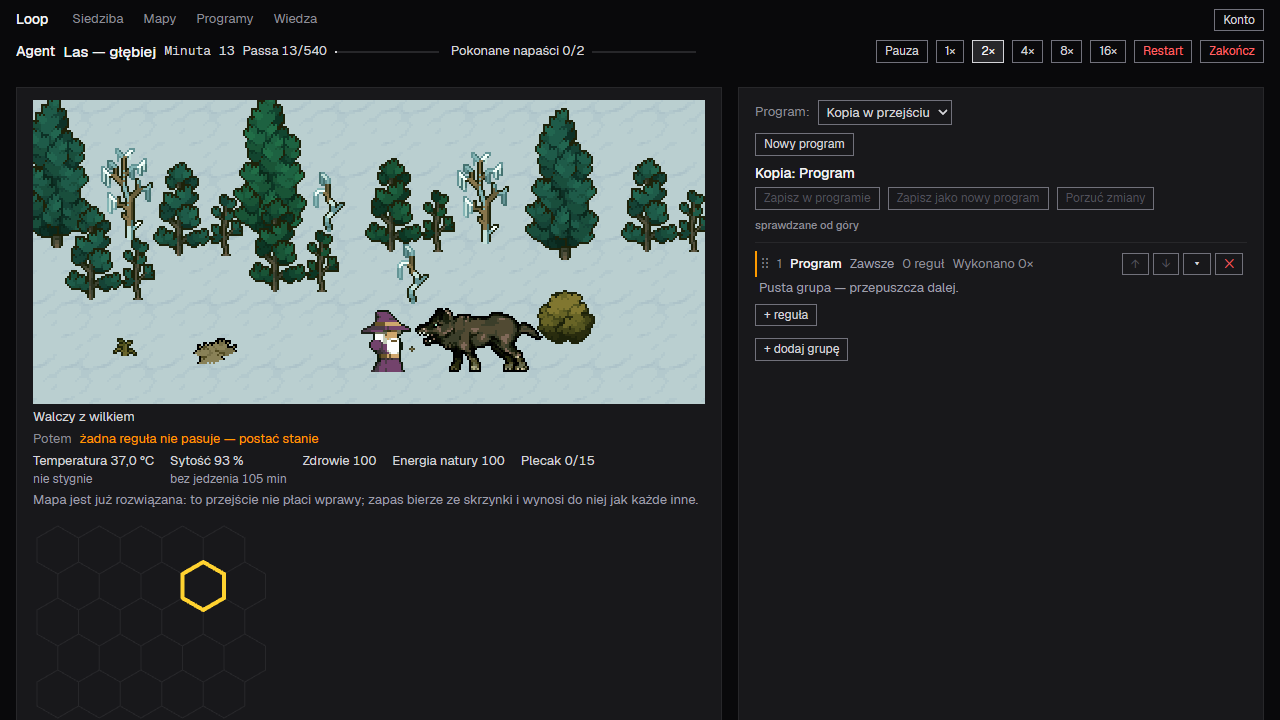 Loop Siedziba Mapy Programy Wiedza Konto
Agent Las — głębiej Minuta 13 Passa 13/540 Pokonane napaści 0/2 Pauza 1× 2× 4× 8× 16× Restart Zakończ
Program: Kopia w przejściu
Nowy program
Kopia: Program
Zapisz w programie Zapisz jako nowy program Porzuć zmiany
sprawdzane od góry
1 Program Zawsze 0 reguł Wykonano 0×
Pusta grupa — przepuszcza dalej.
+ reguła
+ dodaj grupę
Walczy z wilkiem
Potem żadna reguła nie pasuje — postać stanie
Temperatura 37,0 °C Sytość 93 % Zdrowie 100 Energia natury 100 Plecak 0/15
nie stygnie bez jedzenia 105 min
Mapa jest już rozwiązana: to przejście nie płaci wprawy; zapas bierze ze skrzynki i wynosi do niej jak każde inne.